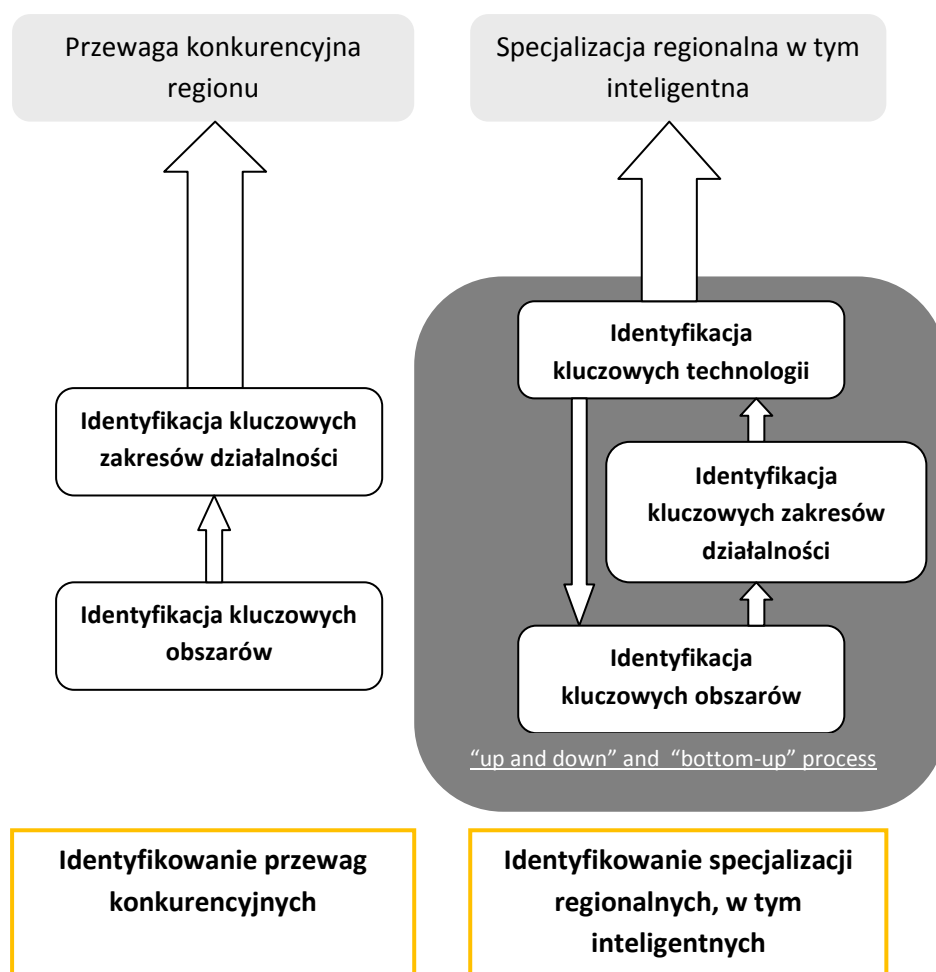 Przewaga konkurencyjna
regionu
Specjalizacja regionalna w tym
inteligentna
Identyfikacja kluczowych
zakresów działalności
Identyfikacja kluczowych
obszarów
Identyfikacja
kluczowych technologii
Identyfikacja
kluczowych zakresów
działalności
Identyfikacja
kluczowych obszarów
“up and down” and “bottom-up” process
Identyfikowanie przewag
konkurencyjnych
Identyfikowanie specjalizacji
regionalnych, w tym
inteligentnych